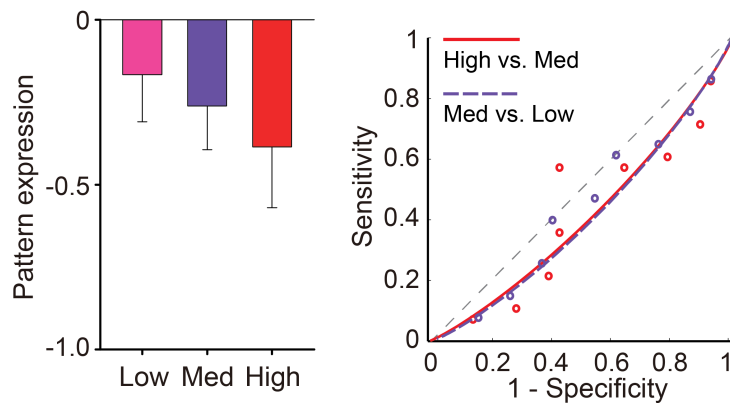 Pattern expression
0
-0.5
-1.0
Low Med High
Sensitivity
1
0.8
0.6
0.4
0.2
0
High vs. Med
Med vs. Low
0 0.2 0.4 0.6 0.8 1
1 - Specificity